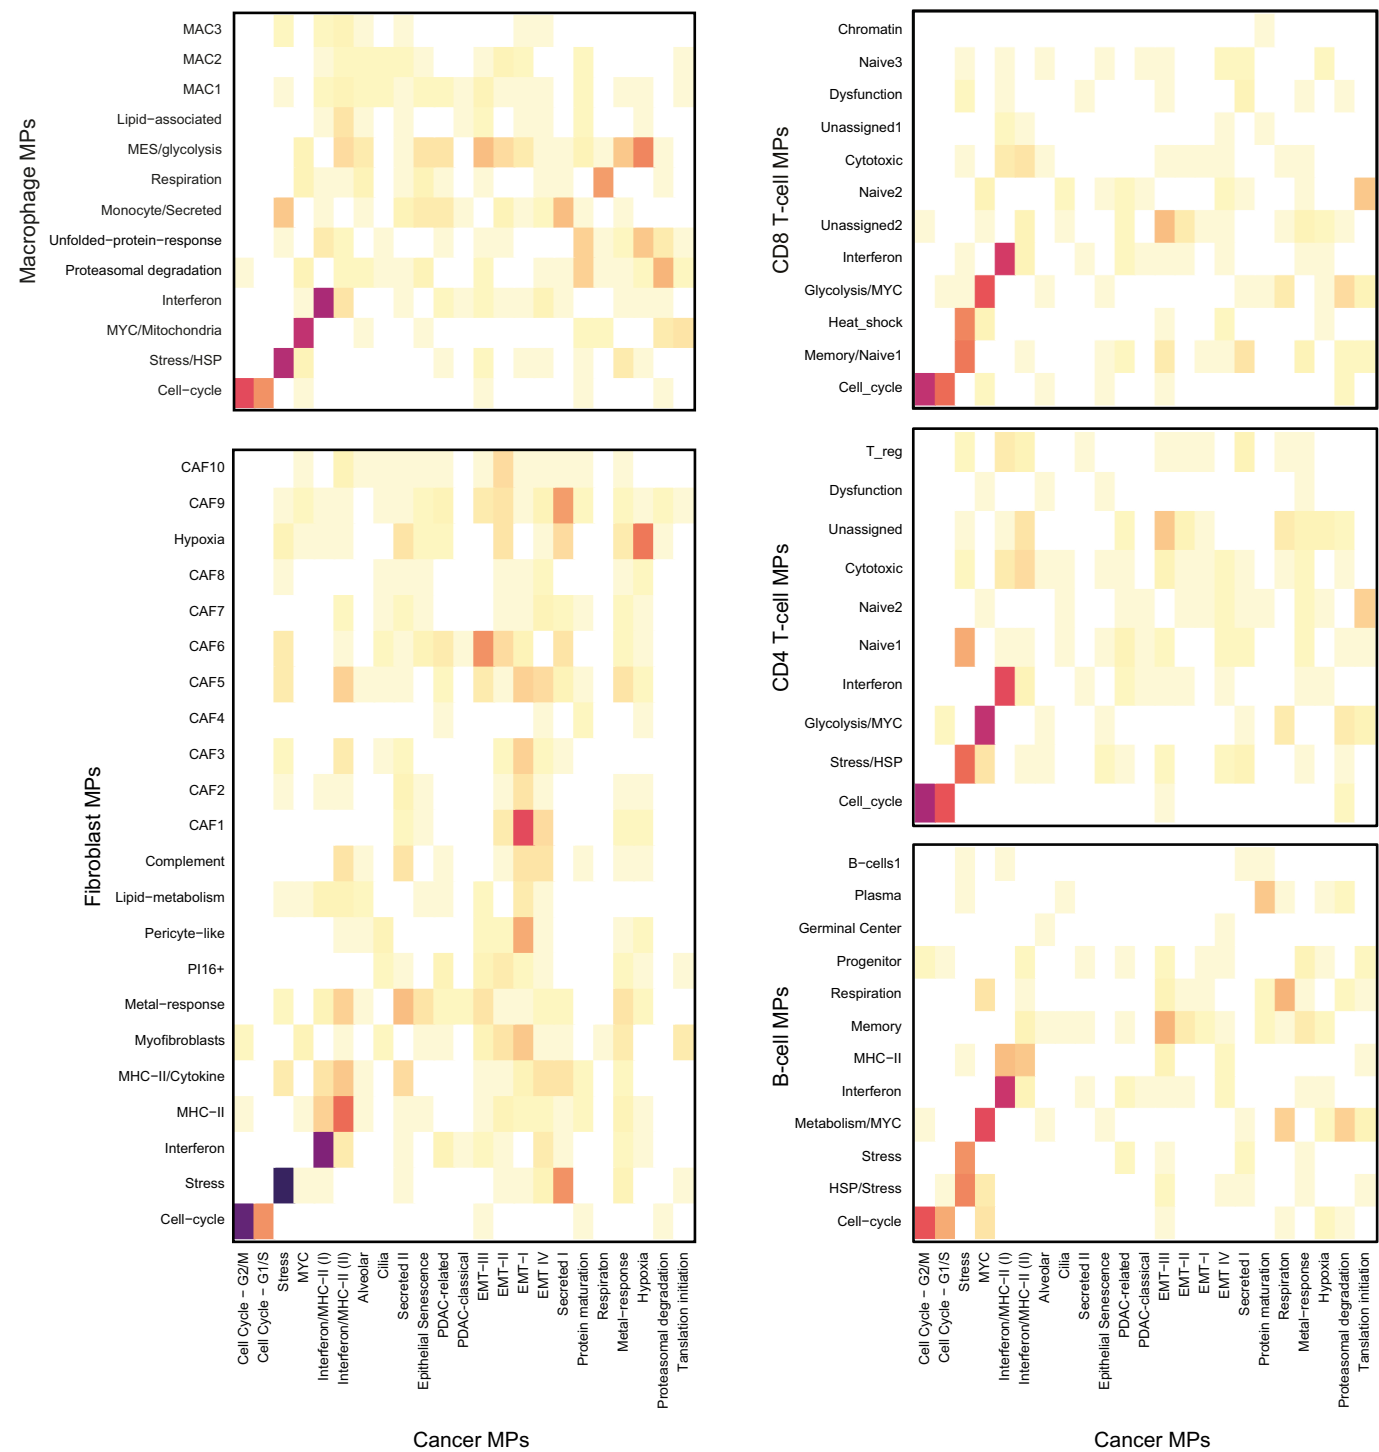 Macrophage MPs
MAC3
MAC2
MAC1
Lipid−associated
MES/glycolysis
Respiration
Monocyte/Secreted
Unfolded−protein−response
Proteasomal degradation
Interferon
MYC/Mitochondria
Stress/HSP
Cell−cycle
Fibroblast MPs
CAF10
CAF9
Hypoxia
CAF8
CAF7
CAF6
CAF5
CAF4
CAF3
CAF2
CAF1
Complement
Lipid−metabolism
Pericyte−like
PI16+
Metal−response
Myofibroblasts
MHC−II/Cytokine
MHC−II
Interferon
Stress
Cell−cycle
Cell Cycle − G2/M
Cell Cycle − G1/S
Stress
MYC
Interferon/MHC−II (I)
Interferon/MHC−II (II)
Alveolar
Cilia
Secreted II
Epithelial Senescence
PDAC−related
PDAC−classical
EMT−III
EMT−II
EMT−I
EMT IV
Secreted I
Protein maturation
Respiraton
Metal−response
Hypoxia
Proteasomal degradation
Tanslation initiation
Cancer MPs
CD8 T−cell MPs
Chromatin
Naive3
Dysfunction
Unassigned1
Cytotoxic
Naive2
Unassigned2
Interferon
Glycolysis/MYC
Heat_shock
Memory/Naive1
Cell_cycle
CD4 T−cell MPs
T_reg
Dysfunction
Unassigned
Cytotoxic
Naive2
Naive1
Interferon
Glycolysis/MYC
Stress/HSP
Cell_cycle
B-cell MPs
B−cells1
Plasma
Germinal Center
Progenitor
Respiration
Memory
MHC−II
Interferon
Metabolism/MYC
Stress
HSP/Stress
Cell−cycle
Cell Cycle − G2/M
Cell Cycle − G1/S
Stress
MYC
Interferon/MHC−II (I)
Interferon/MHC−II (II)
Alveolar
Cilia
Secreted II
Epithelial Senescence
PDAC−related
PDAC−classical
EMT−III
EMT−II
EMT−I
EMT IV
Secreted I
Protein maturation
Respiraton
Metal−response
Hypoxia
Proteasomal degradation
Translation initiation
Cancer MPs